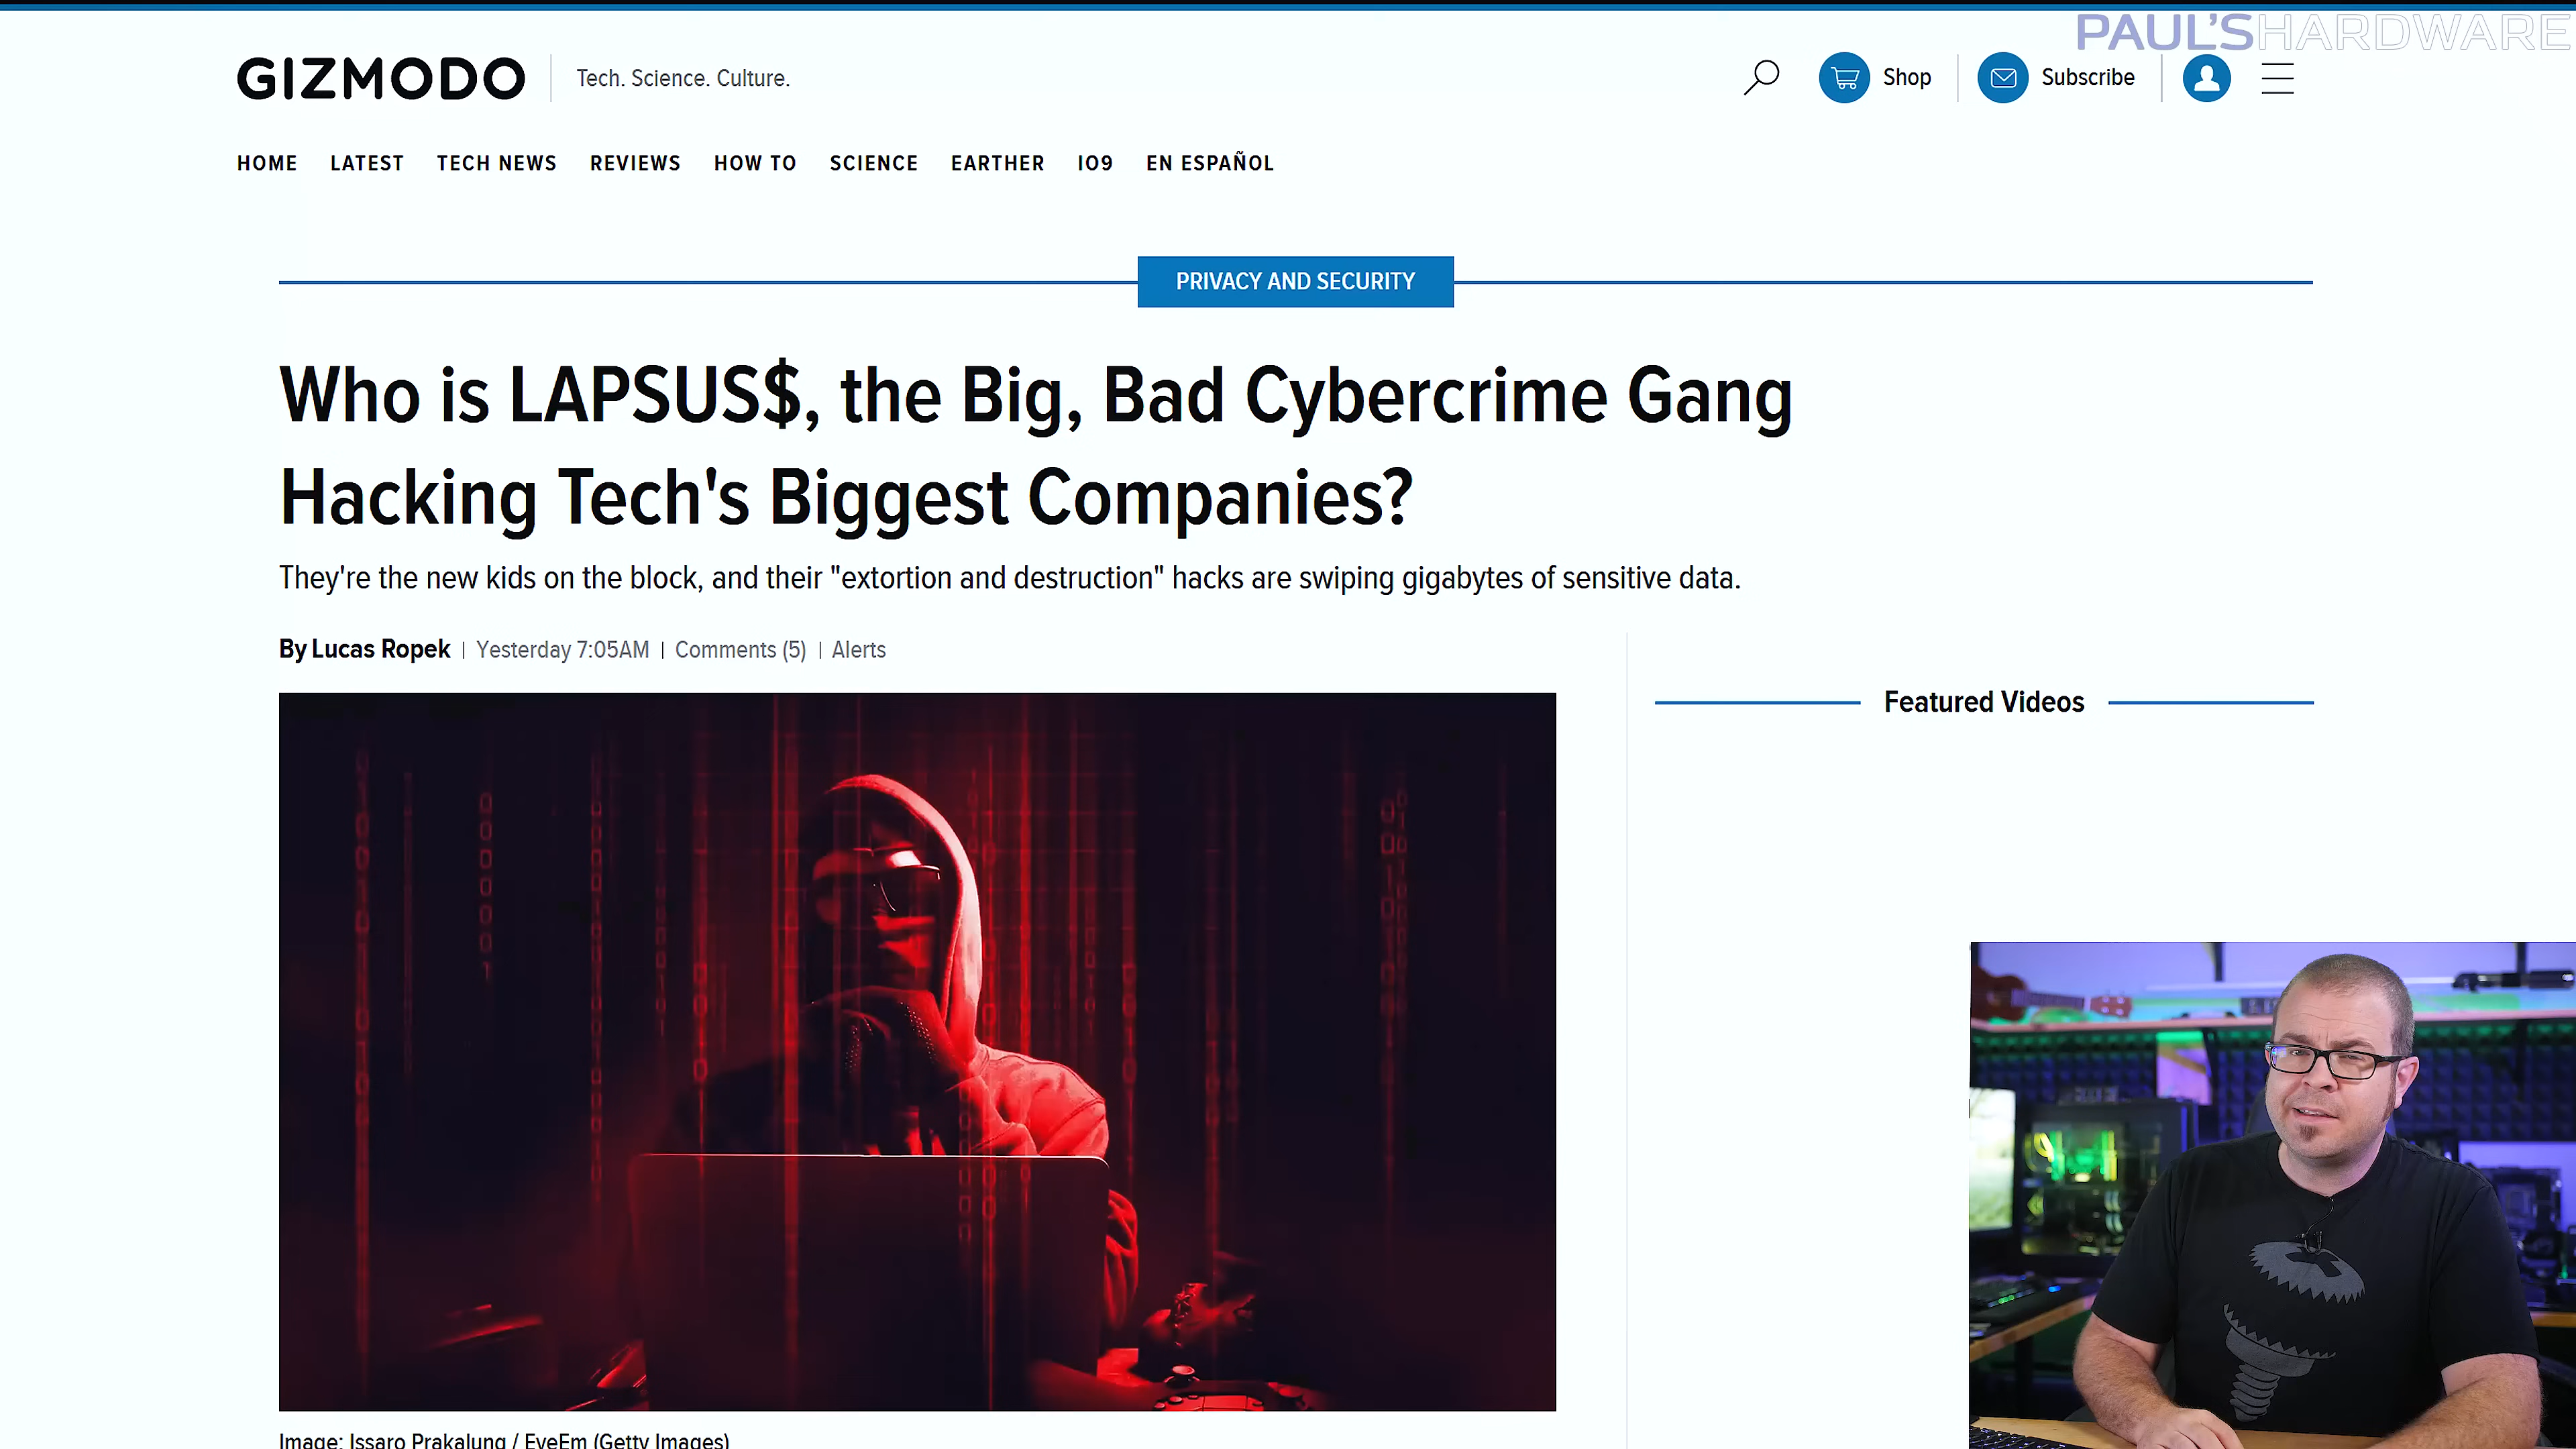 PAUL'SHARDWARE
GIZMODO
Tech. Science. Culture.
Shop
Subscribe
HOME LATEST TECH NEWS REVIEWS HOW TO SCIENCE EARTHER IO9 EN ESPAÑOL
PRIVACY AND SECURITY
Who is LAPSUS$, the Big, Bad Cybercrime Gang
Hacking Tech's Biggest Companies?
They're the new kids on the block, and their "extortion and destruction" hacks are swiping gigabytes of sensitive data.
By Lucas Ropek | Yesterday 7:05AM | Comments (5) | Alerts
Featured Videos
Image: Issaro Prakalung / EyeEm (Getty Images)